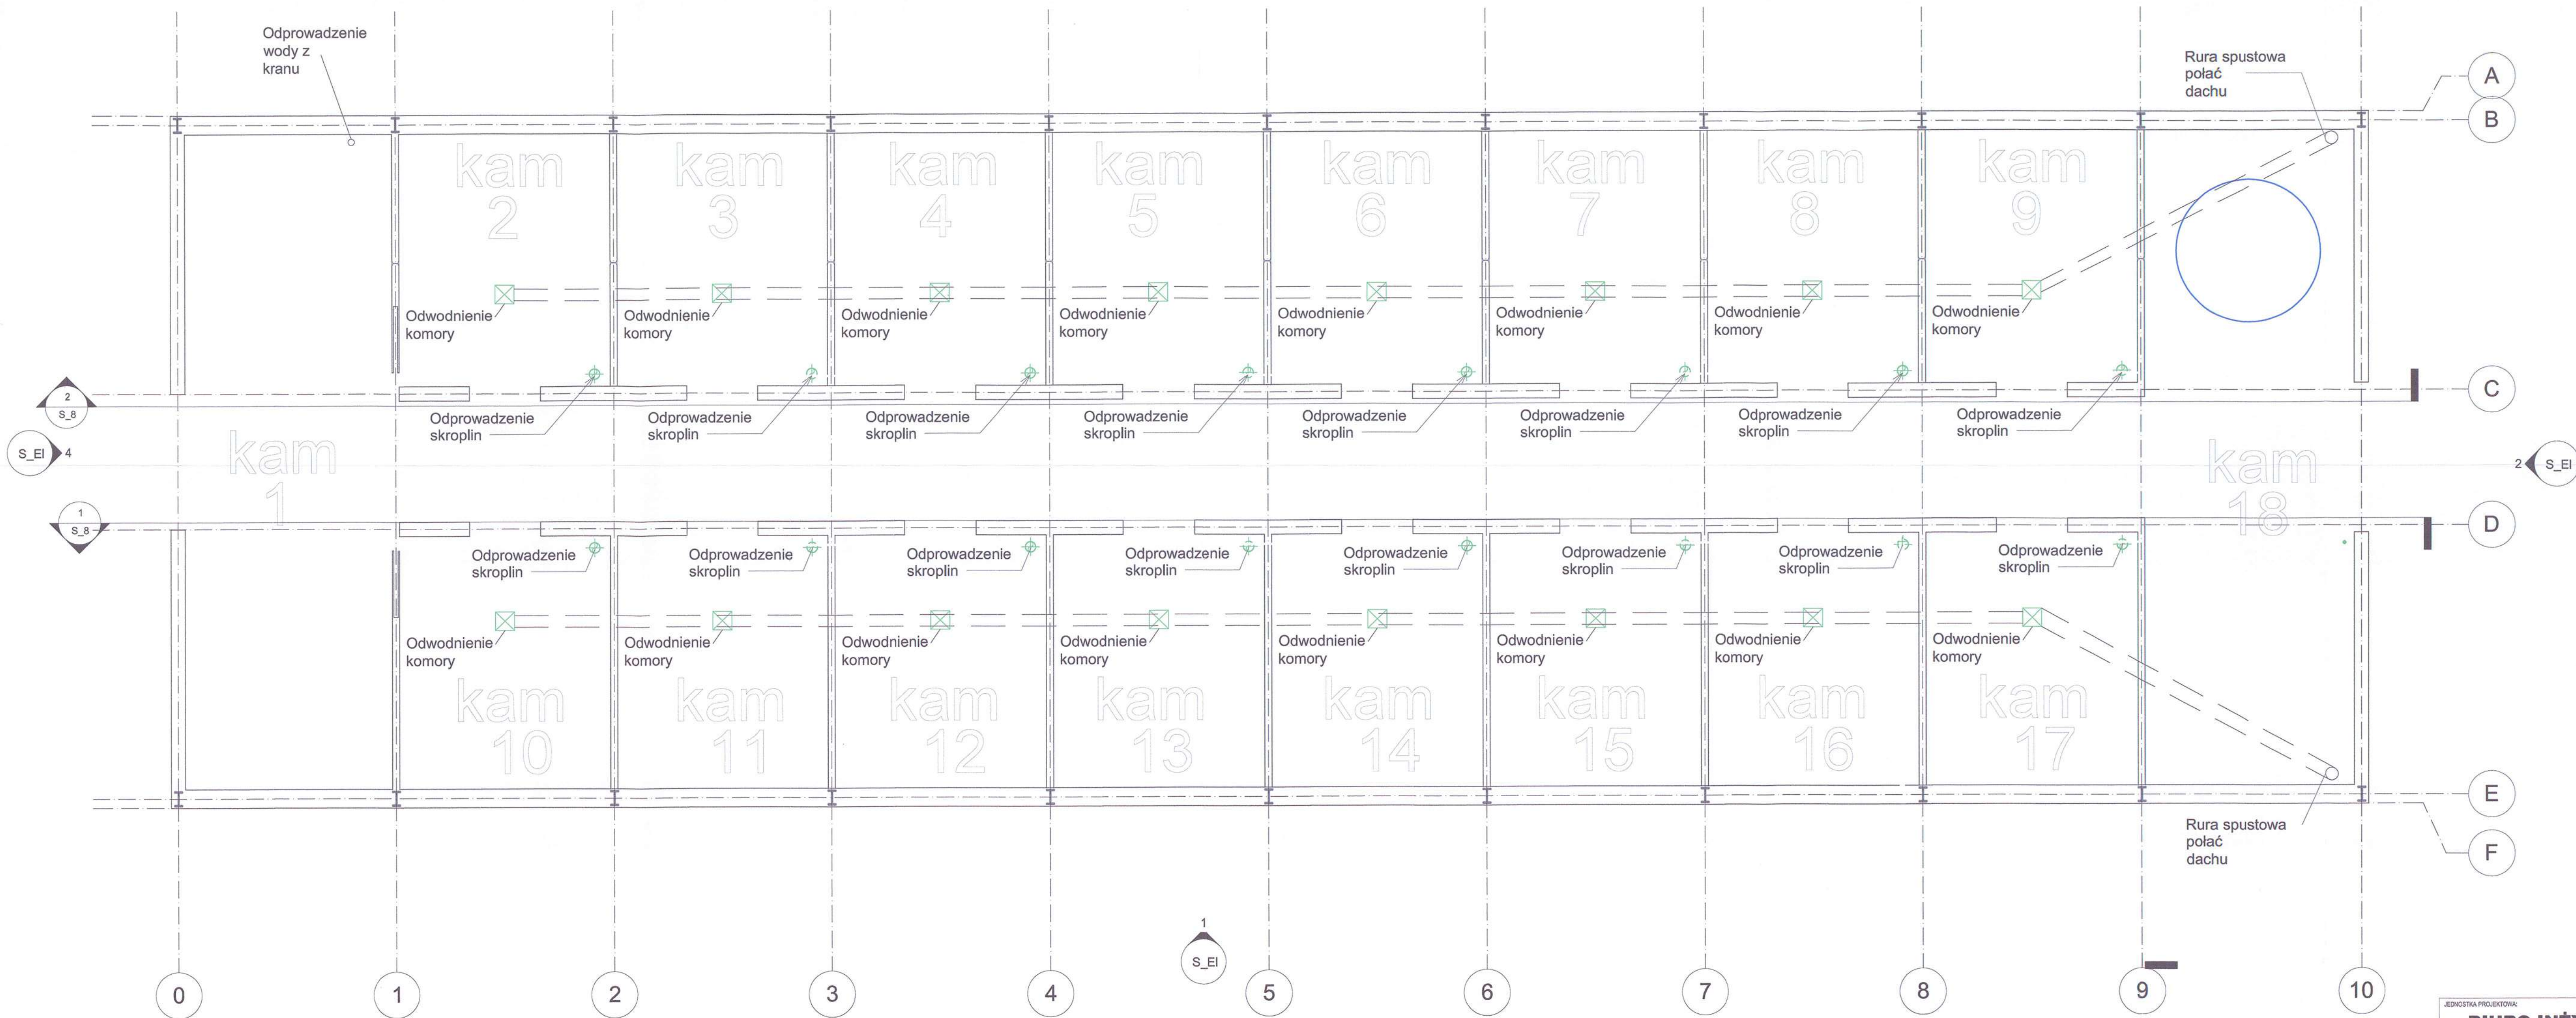 Odprowadzenie
wody z
kranu
Rura spustowa
połać
dachu
A
B
kam
2
kam
3
kam
4
kam
5
kam
6
kam
7
kam
8
kam
9
Odwodnienie
komory
Odwodnienie
komory
Odwodnienie
komory
Odwodnienie
komory
Odwodnienie
komory
Odwodnienie
komory
Odwodnienie
komory
Odwodnienie
komory
2
S_8
C
Odprowadzenie
skroplin
Odprowadzenie
skroplin
Odprowadzenie
skroplin
Odprowadzenie
skroplin
Odprowadzenie
skroplin
Odprowadzenie
skroplin
Odprowadzenie
skroplin
Odprowadzenie
skroplin
S_El 4
kam
1
kam
18
2 S_El
1
S_8
D
Odprowadzenie
skroplin
Odprowadzenie
skroplin
Odprowadzenie
skroplin
Odprowadzenie
skroplin
Odprowadzenie
skroplin
Odprowadzenie
skroplin
Odprowadzenie
skroplin
Odprowadzenie
skroplin
Odwodnienie
komory
Odwodnienie
komory
Odwodnienie
komory
Odwodnienie
komory
Odwodnienie
komory
Odwodnienie
komory
Odwodnienie
komory
Odwodnienie
komory
kam
10
kam
11
kam
12
kam
13
kam
14
kam
15
kam
16
kam
17
E
Rura spustowa
połać
dachu
F
1
S_El
0
1
2
3
4
5
6
7
8
9
10
JEDNOSTKA PROJEKTOWA: